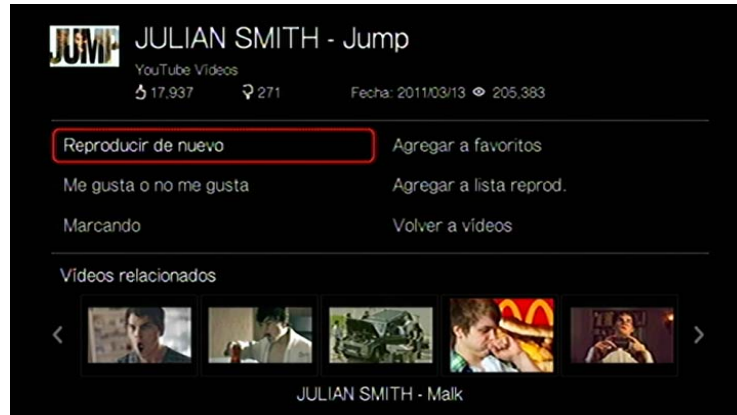 JUMP
JULIAN SMITH - Jump
YouTube Vídeos
17,937 271 Fecha: 2011/03/13 205,383
Reproducir de nuevo Agregar a favoritos
Me gusta o no me gusta Agregar a lista reprod.
Marcando Volver a vídeos
Vídeos relacionados
JULIAN SMITH - Malk